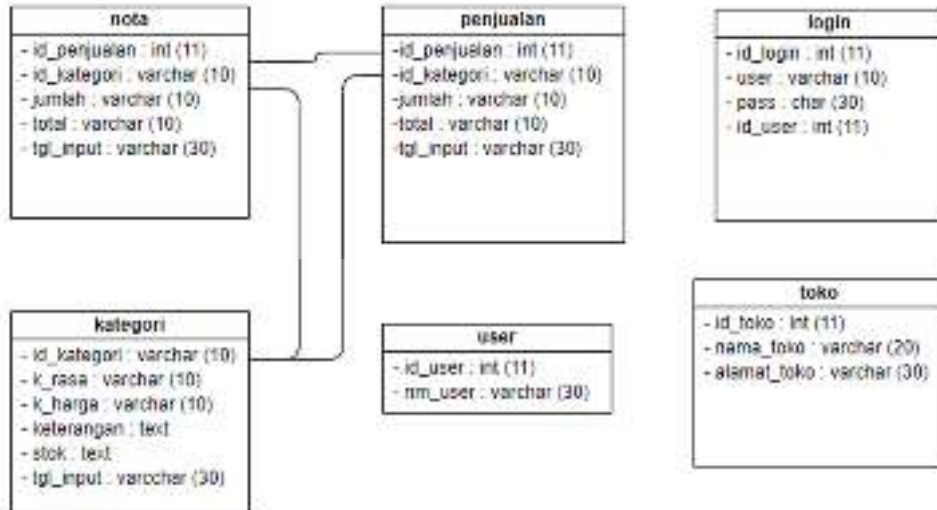 nota
- id_penjualan : int (11)
- id_kategori : varchar (10)
- jumlah : varchar (10)
- total : varchar (10)
- tgl_input : varchar (30)
penjualan
-id_penjualan : int (11)
-id_kategori : varchar (10)
-jumlah : varchar (10)
-total : varchar (10)
-tgl_input : varchar (30)
login
- id_login : int (11)
- user : varchar (10)
- pass : char (30)
- id_user : int (11)
kategori
- id_kategori : varchar (10)
- k_rasa : varchar (10)
- k_harga : varchar (10)
- keterangan : text
- stok : text
- tgl_input : varcchar (30)
user
- id_user : int (11)
- nm_user : varchar (30)
toko
- id_toko : int (11)
- nama_toko : varchar (20)
- alamat_toko : varchar (30)